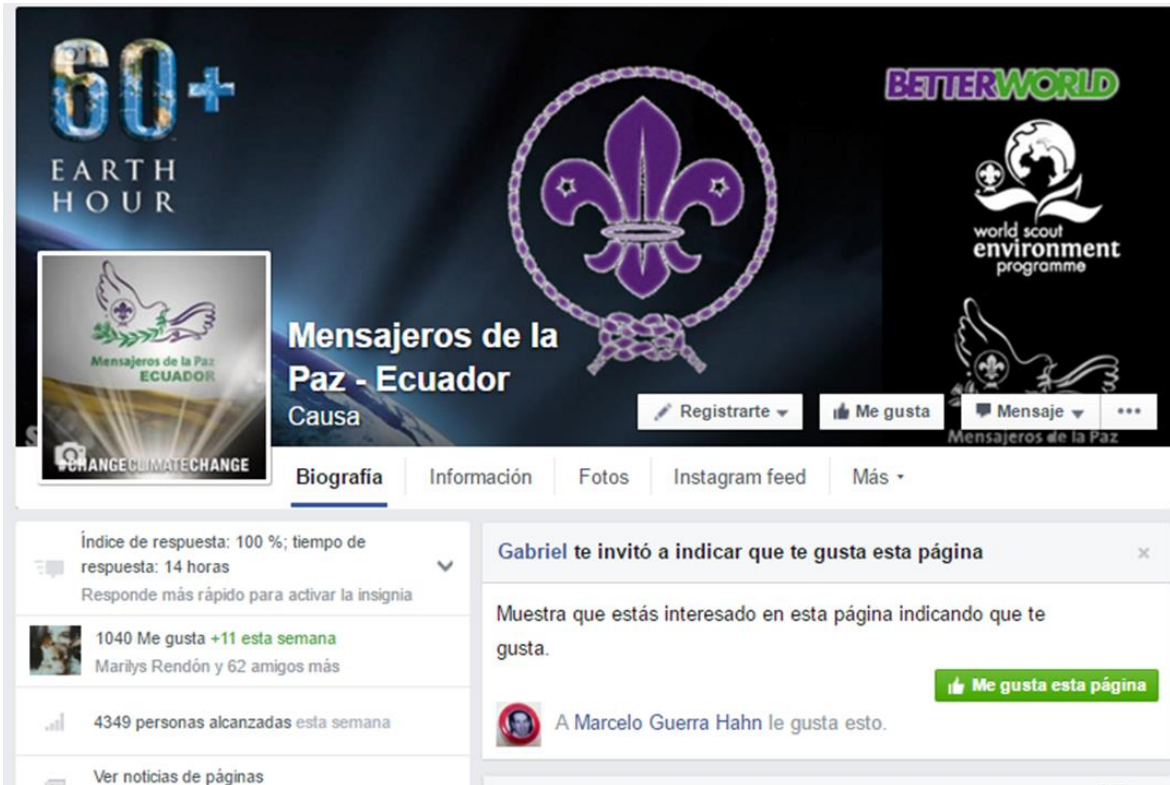 60+
EARTH
HOUR
BETTERWORLD
world scout
environment
programme
Mensajeros de la Paz
ECUADOR
#CHANGECLIMATECHANGE
Mensajeros de la
Paz - Ecuador
Causa
Registrarte
Me gusta
Mensaje
Mensajeros de la Paz
Biografía
Información
Fotos
Instagram feed
Más
Índice de respuesta: 100 %; tiempo de
respuesta: 14 horas
Responde más rápido para activar la insignia
1040 Me gusta +11 esta semana
Marilys Rendón y 62 amigos más
4349 personas alcanzadas esta semana
Ver noticias de páginas
Gabriel te invitó a indicar que te gusta esta página
Muestra que estás interesado en esta página indicando que te
gusta.
Me gusta esta página
A Marcelo Guerra Hahn le gusta esto.